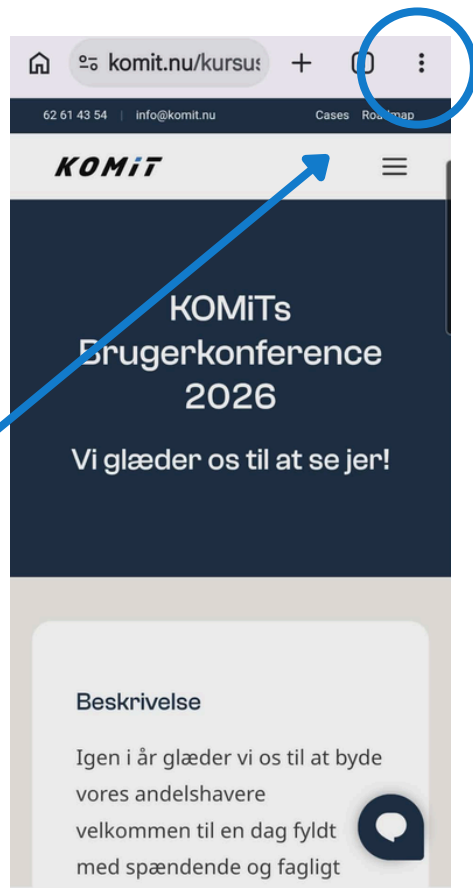 komit.nu/kursus
62 61 43 54 | info@komit.nu Cases Roadmap
KOMiT
KOMiTs
Brugerkonference
2026
Vi glæder os til at se jer!
Beskrivelse
Igen i år glæder vi os til at byde
vores andelshavere
velkommen til en dag fyldt
med spændende og fagligt